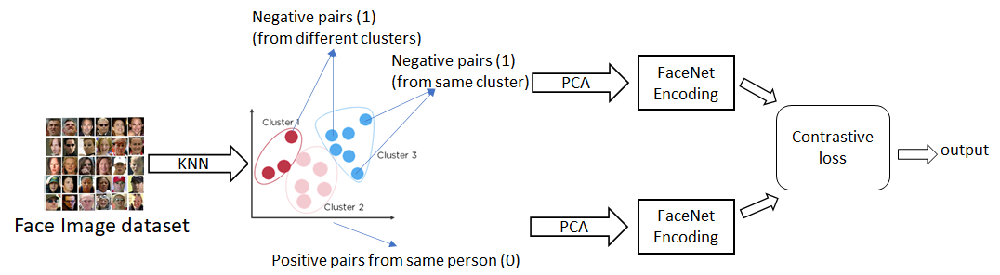 Negative pairs (1)
(from different clusters)
Negative pairs (1)
(from same cluster)
PCA
FaceNet
Encoding
Cluster 1
Cluster 3
Cluster 2
KNN
Face Image dataset
Contrastive
loss
output
PCA
FaceNet
Encoding
Positive pairs from same person (0)